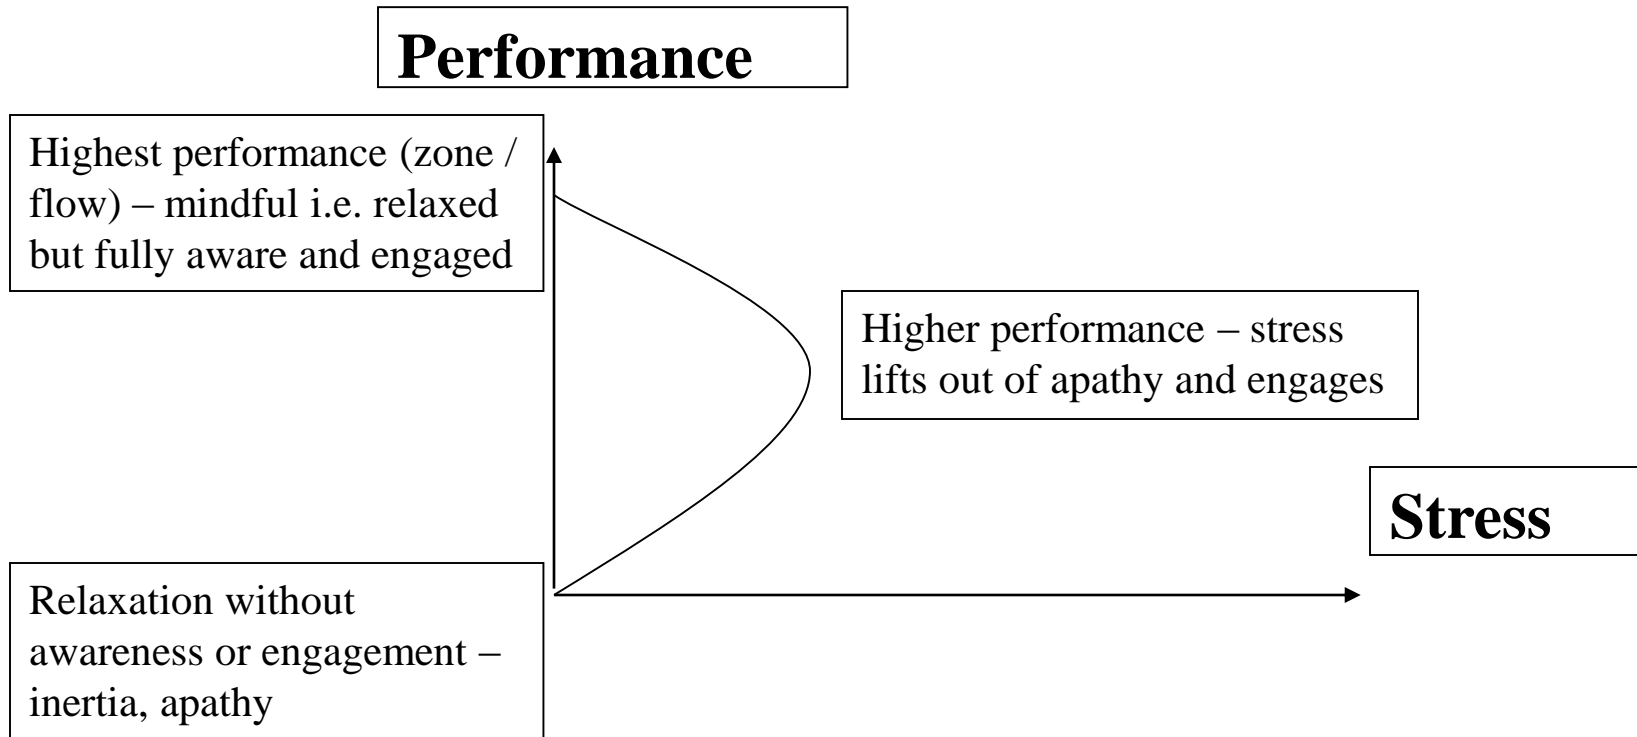 Performance
Highest performance (zone /
flow) – mindful i.e. relaxed
but fully aware and engaged
Higher performance – stress
lifts out of apathy and engages
Stress
Relaxation without
awareness or engagement –
inertia, apathy